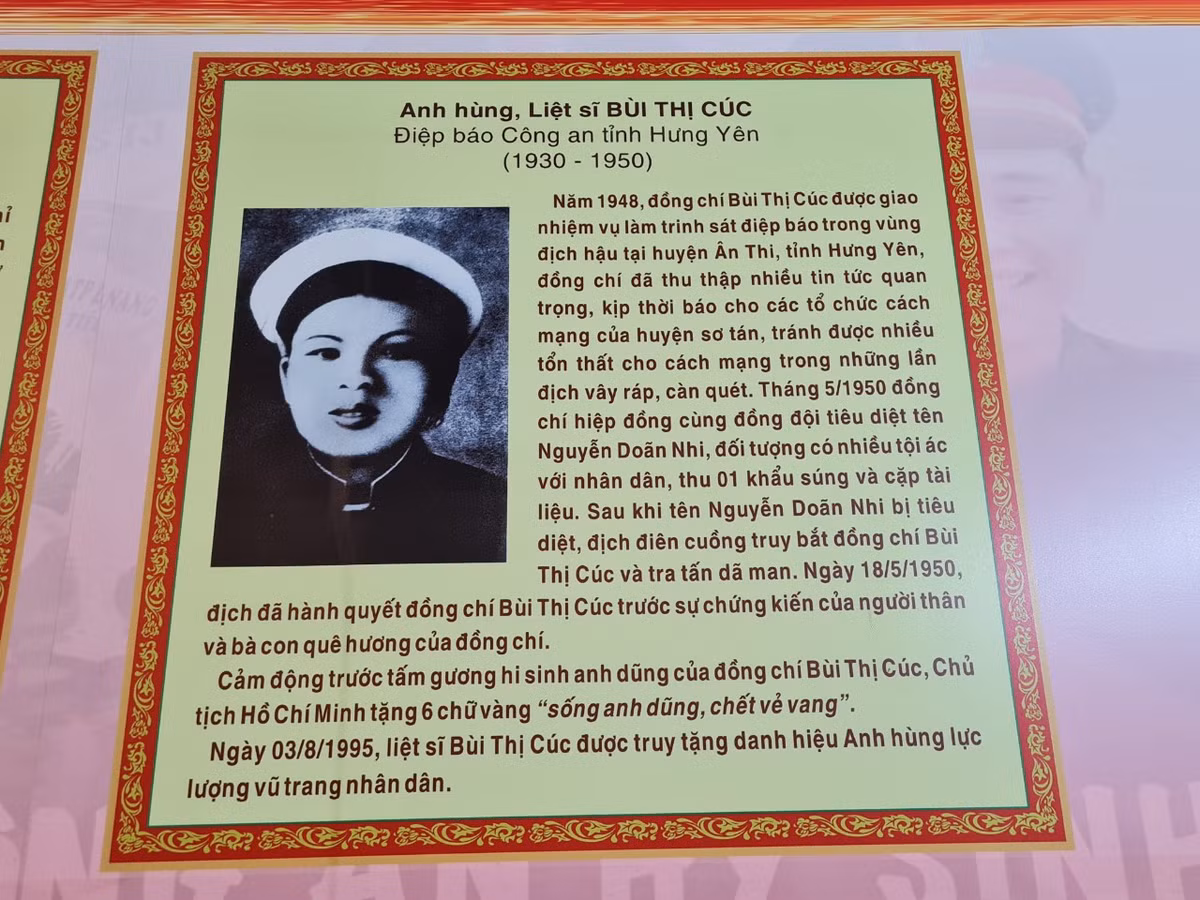 Anh hùng, Liệt sĩ BÙI THỊ CÚC
Điệp báo Công an tỉnh Hưng Yên
(1930 - 1950)
Năm 1948, đồng chí Bùi Thị Cúc được giao
nhiệm vụ làm trinh sát điệp báo trong vùng
địch hậu tại huyện Ân Thi, tỉnh Hưng Yên,
đồng chí đã thu thập nhiều tin tức quan
trọng, kịp thời báo cho các tổ chức cách
mạng của huyện sơ tán, tránh được nhiều
tổn thất cho cách mạng trong những lần
địch vây ráp, càn quét. Tháng 5/1950 đồng
chí hiệp đồng cùng đồng đội tiêu diệt tên
Nguyễn Doãn Nhi, đối tượng có nhiều tội ác
với nhân dân, thu 01 khẩu súng và cặp tài
liệu. Sau khi tên Nguyễn Doãn Nhi bị tiêu
diệt, địch điên cuồng truy bắt đồng chí Bùi
Thị Cúc và tra tấn dã man. Ngày 18/5/1950,
địch đã hành quyết đồng chí Bùi Thị Cúc trước sự chứng kiến của người thân
và bà con quê hương của đồng chí.
Cảm động trước tấm gương hi sinh anh dũng của đồng chí Bùi Thị Cúc, Chủ
tịch Hồ Chí Minh tặng 6 chữ vàng “sống anh dũng, chết vẻ vang”.
Ngày 03/8/1995, liệt sĩ Bùi Thị Cúc được truy tặng danh hiệu Anh hùng lực
lượng vũ trang nhân dân.